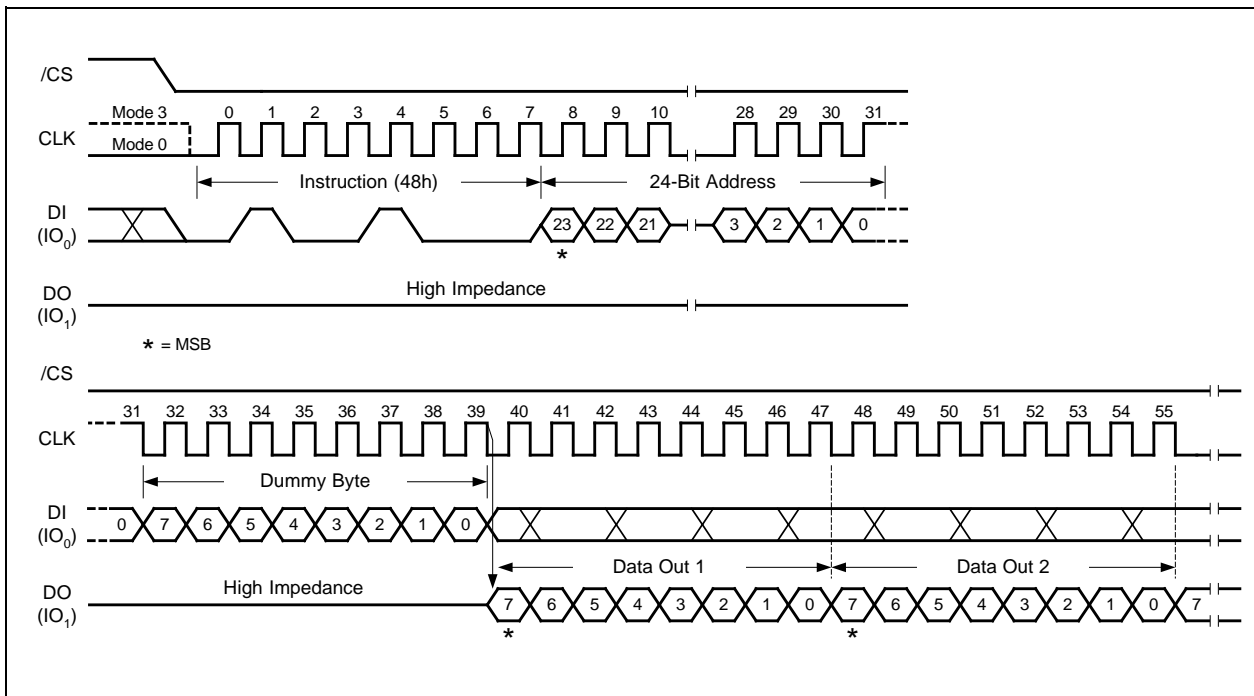 /CS
Mode 3 0 1 2 3 4 5 6 7 8 9 10 28 29 30 31
CLK
Mode 0
Instruction (48h) 24-Bit Address
DI
(IO0) 23 22 21 3 2 1 0
*
High Impedance
DO
(IO1)
* = MSB
/CS
31 32 33 34 35 36 37 38 39 40 41 42 43 44 45 46 47 48 49 50 51 52 53 54 55
CLK
Dummy Byte
DI
(IO0) 0 7 6 5 4 3 2 1 0
Data Out 1 Data Out 2
High Impedance
DO
(IO1) 7 6 5 4 3 2 1 0 7 6 5 4 3 2 1 0 7
* *